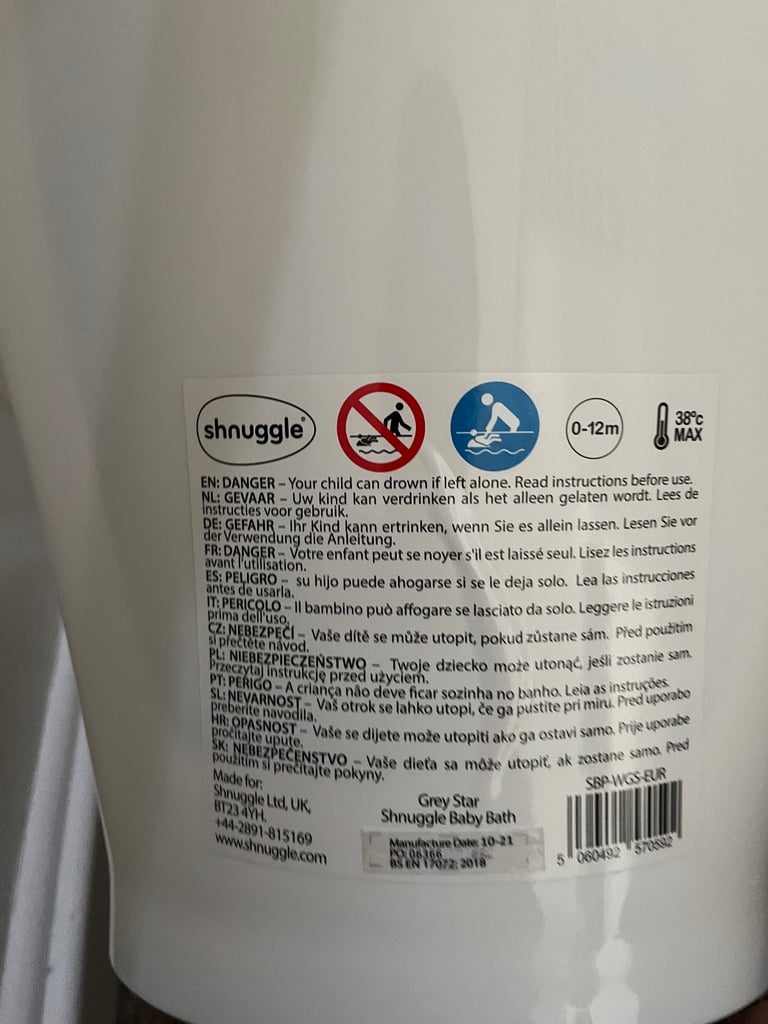 shnuggle®
0-12m
38ºc
MAX
EN: DANGER – Your child can drown if left alone. Read instructions before use.
NL: GEVAAR – Uw kind kan verdrinken als het alleen gelaten wordt. Lees de
instructies voor gebruik.
DE: GEFAHR – Ihr Kind kann ertrinken, wenn Sie es allein lassen. Lesen Sie vor
der Verwendung die Anleitung.
FR: DANGER – Votre enfant peut se noyer s'il est laissé seul. Lisez les instructions
avant l'utilisation.
ES: PELIGRO – su hijo puede ahogarse si se le deja solo. Lea las instrucciones
antes de usarla.
IT: PERICOLO – Il bambino può affogare se lasciato da solo. Leggere le istruzioni
prima dell'uso.
CZ: NEBEZPEČÍ – Vaše dítě se může utopit, pokud zůstane sám. Před použitím
si přečtěte návod.
PL: NIEBEZPIECZEŃSTWO – Twoje dziecko może utonąć, jeśli zostanie sam.
Przeczytaj instrukcję przed użyciem.
PT: PERIGO – A criança não deve ficar sozinha no banho. Leia as instruções.
SL: NEVARNOST – Vaš otrok se lahko utopi, če ga pustite pri miru. Pred uporabo
preberite navodila.
HR: OPASNOST – Vaše se dijete može utopiti ako ga ostavi samo. Prije uporabe
pročitajte upute.
SK: NEBEZPEČENSTVO – Vaše dieťa sa môže utopiť, ak zostane samo. Pred
použitím si prečítajte pokyny.
Made for:
Shnuggle Ltd, UK,
BT23 4YH.
+44-2891-815169
www.shnuggle.com
Grey Star
Shnuggle Baby Bath
Manufacture Date: 10-21
PO: 06366
BS EN 17072: 2018
SBP-WGS-EUR
5 060492 570592